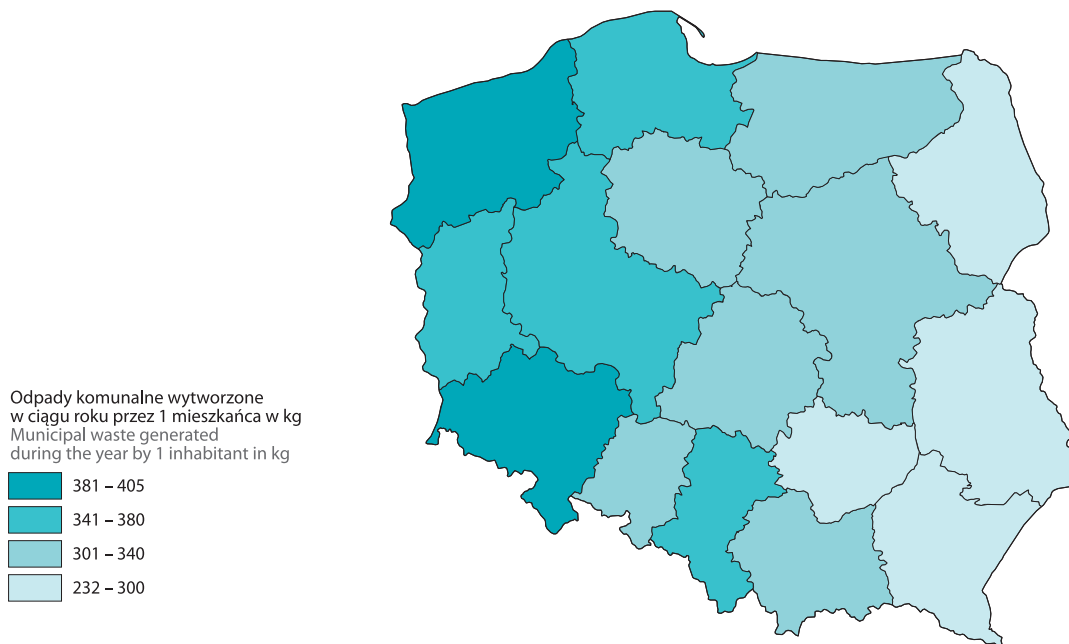 Odpady komunalne wytworzone
w ciągu roku przez 1 mieszkańca w kg
Municipal waste generated
during the year by 1 inhabitant in kg
381 – 405
341 – 380
301 – 340
232 – 300